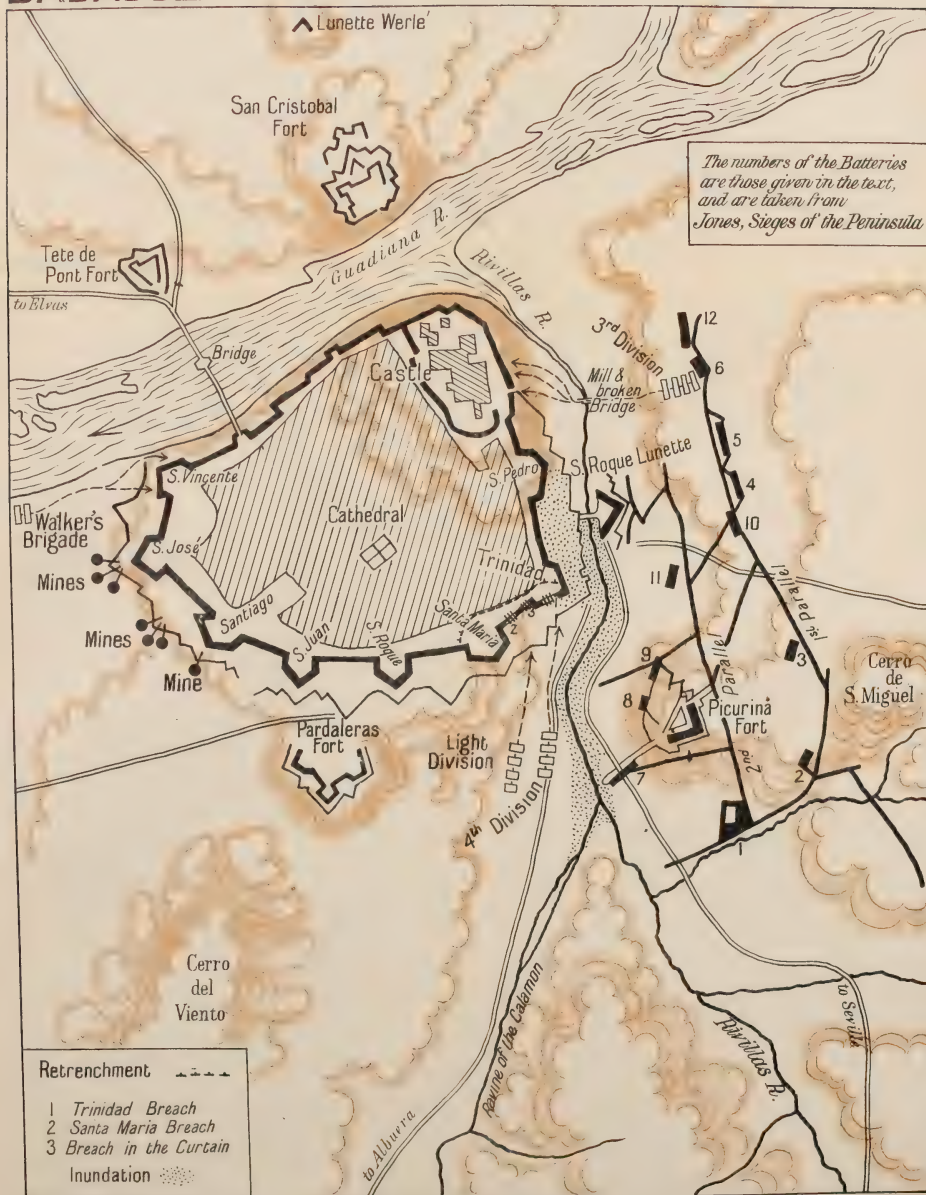 Lunette Werle'
San Cristobal
Fort
The numbers of the Batteries
are those given in the text,
and are taken from
Jones, Sieges of the Peninsula
Guadiana R.
Rivillas R.
Tete de
Pont Fort
to Elvas
Bridge
Castle
3rd Division
Mill &
broken
Bridge
12
6
5
4
10
S. Roque Lunette
S. Vincente
S. Pedro
Walker's
Brigade
Cathedral
S. José
Trinidad
Mines
11
1st Parallel
Santiago
Santa Maria
1
2
3
Mines
S. Juan
S. Roque
Mine
9
8
2nd Parallel
3
Cerro
de
S. Miguel
Picurina
Fort
Pardaleras
Fort
Light
Division
4th Division
7
2
1
Cerro
del
Viento
Ravine of the Calamon
Rivillas R.
to Sevilla
to Albuera
Retrenchment
1 Trinidad Breach
2 Santa Maria Breach
3 Breach in the Curtain
Inundation